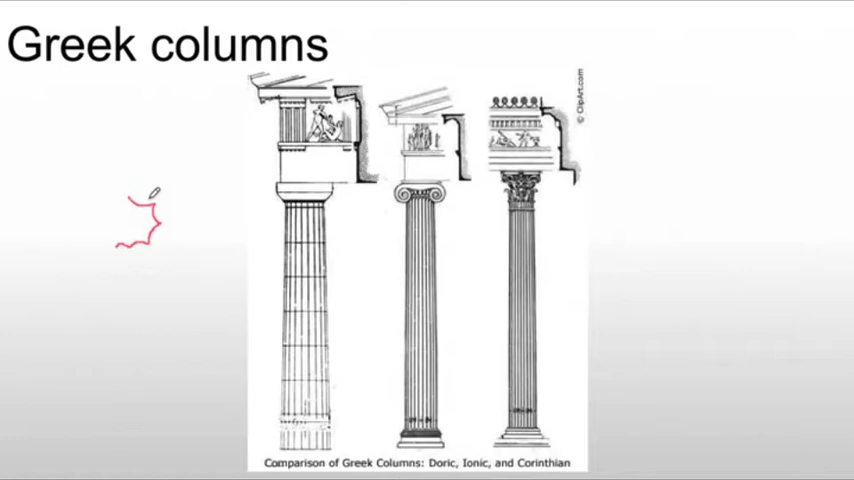 Greek columns
© ClipArt.com
Comparison of Greek Columns: Doric, Ionic, and Corinthian